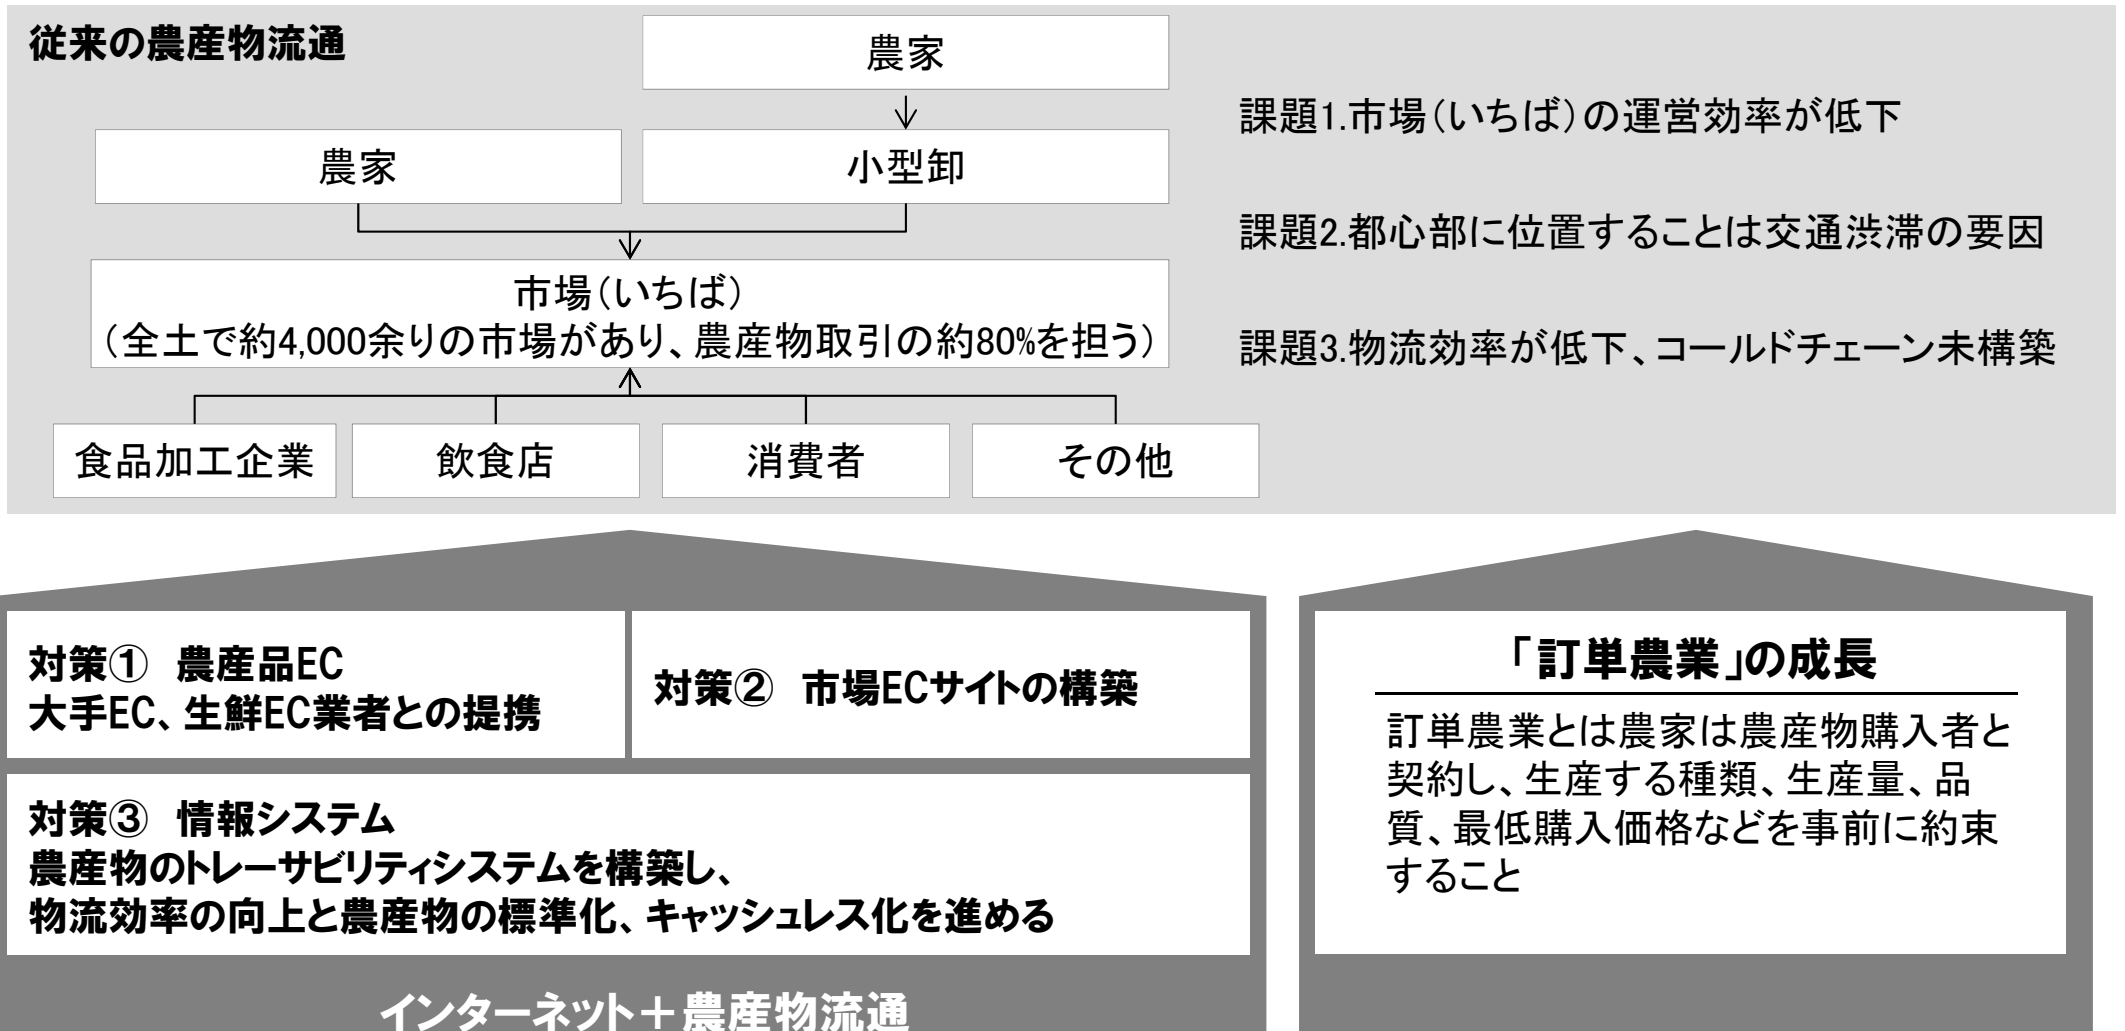 従来の農産物流通
農家
農家
小型卸
市場（いちば）
（全土で約4,000余りの市場があり、農産物取引の約80%を担う）
食品加工企業
飲食店
消費者
その他
課題1.市場（いちば）の運営効率が低下
課題2.都心部に位置することは交通渋滞の要因
課題3.物流効率が低下、コールドチェーン未構築
対策①　農産品EC
大手EC、生鮮EC業者との提携
対策②　市場ECサイトの構築
対策③　情報システム
農産物のトレーサビリティシステムを構築し、
物流効率の向上と農産物の標準化、キャッシュレス化を進める
インターネット＋農産物流通
「訂単農業」の成長
訂単農業とは農家は農産物購入者と
契約し、生産する種類、生産量、品
質、最低購入価格などを事前に約束
すること